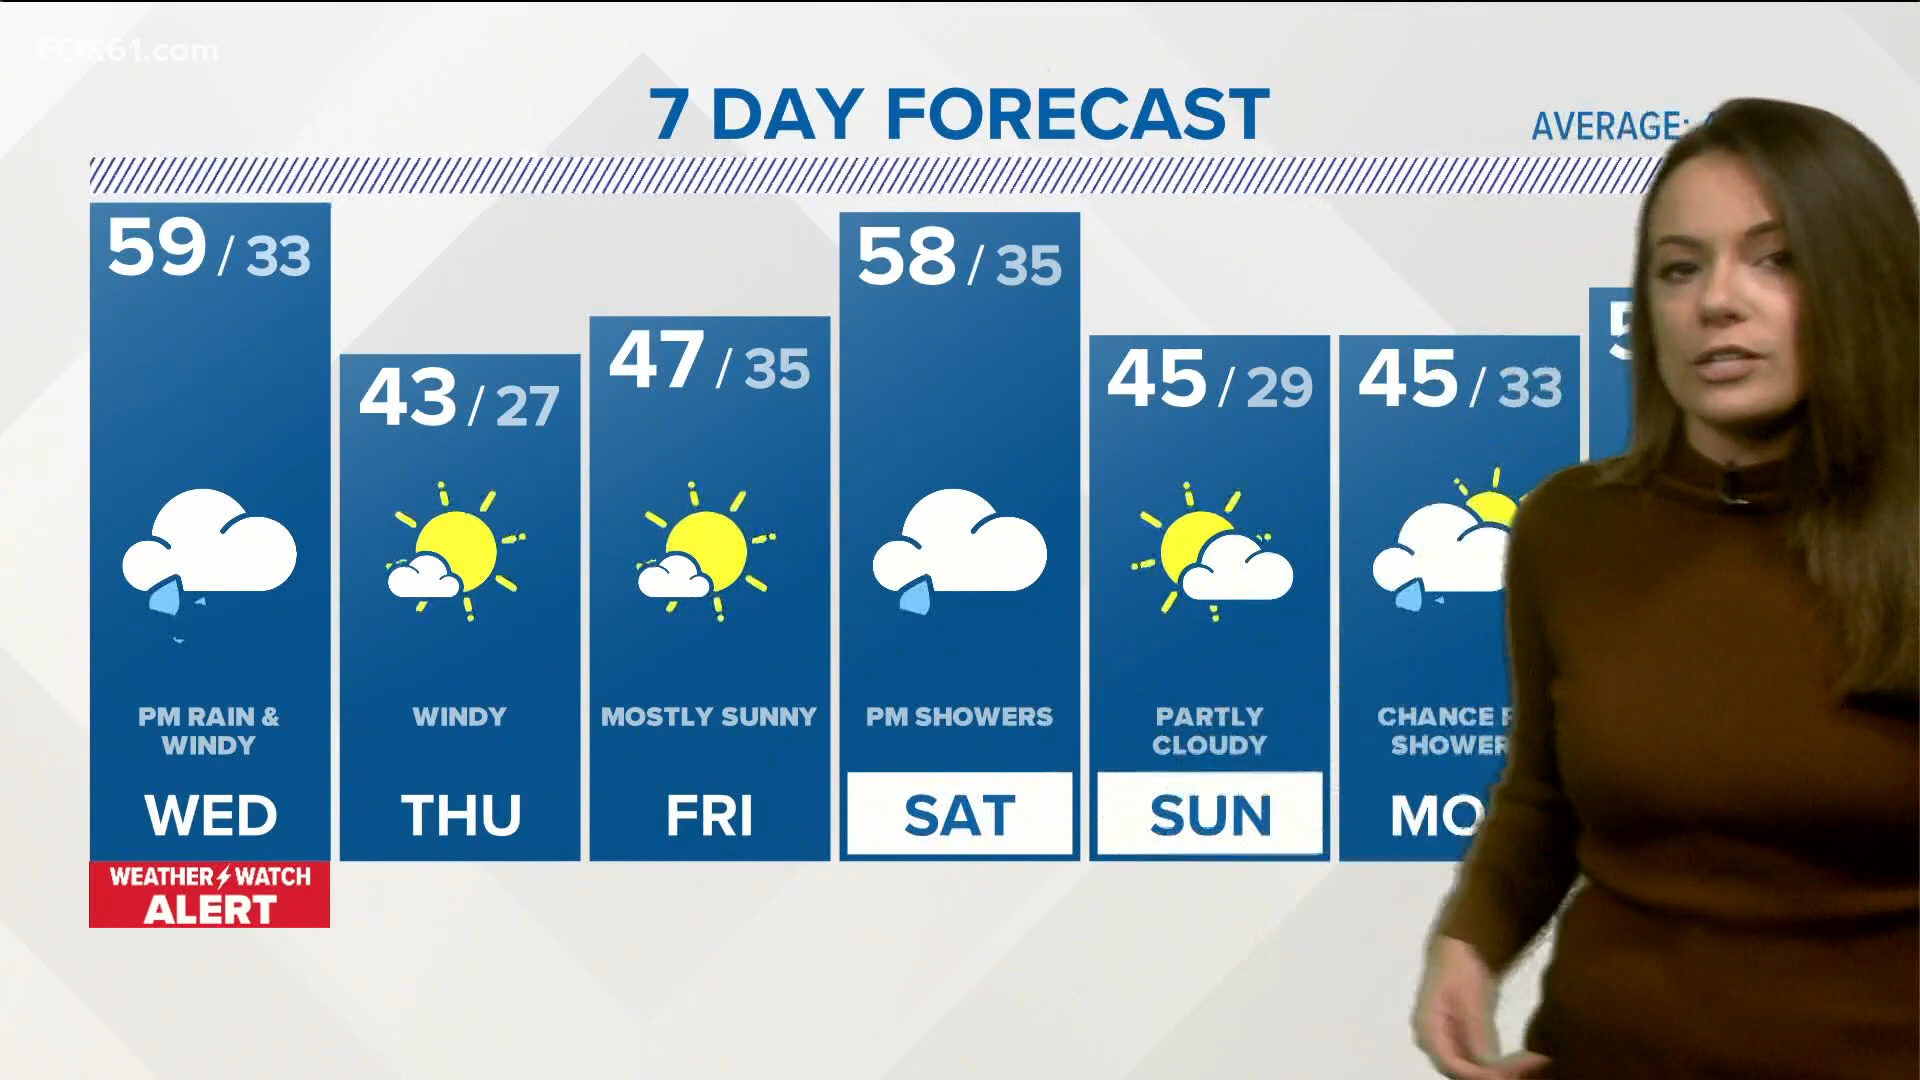 FOX61.com
7 DAY FORECAST
AVERAGE:
59 / 33
43 / 27
47 / 35
58 / 35
45 / 29
45 / 33
PM RAIN &
WINDY
WINDY
MOSTLY SUNNY
PM SHOWERS
PARTLY
CLOUDY
CHANCE
SHOWER
WED
THU
FRI
SAT
SUN
MO
WEATHER WATCH
ALERT